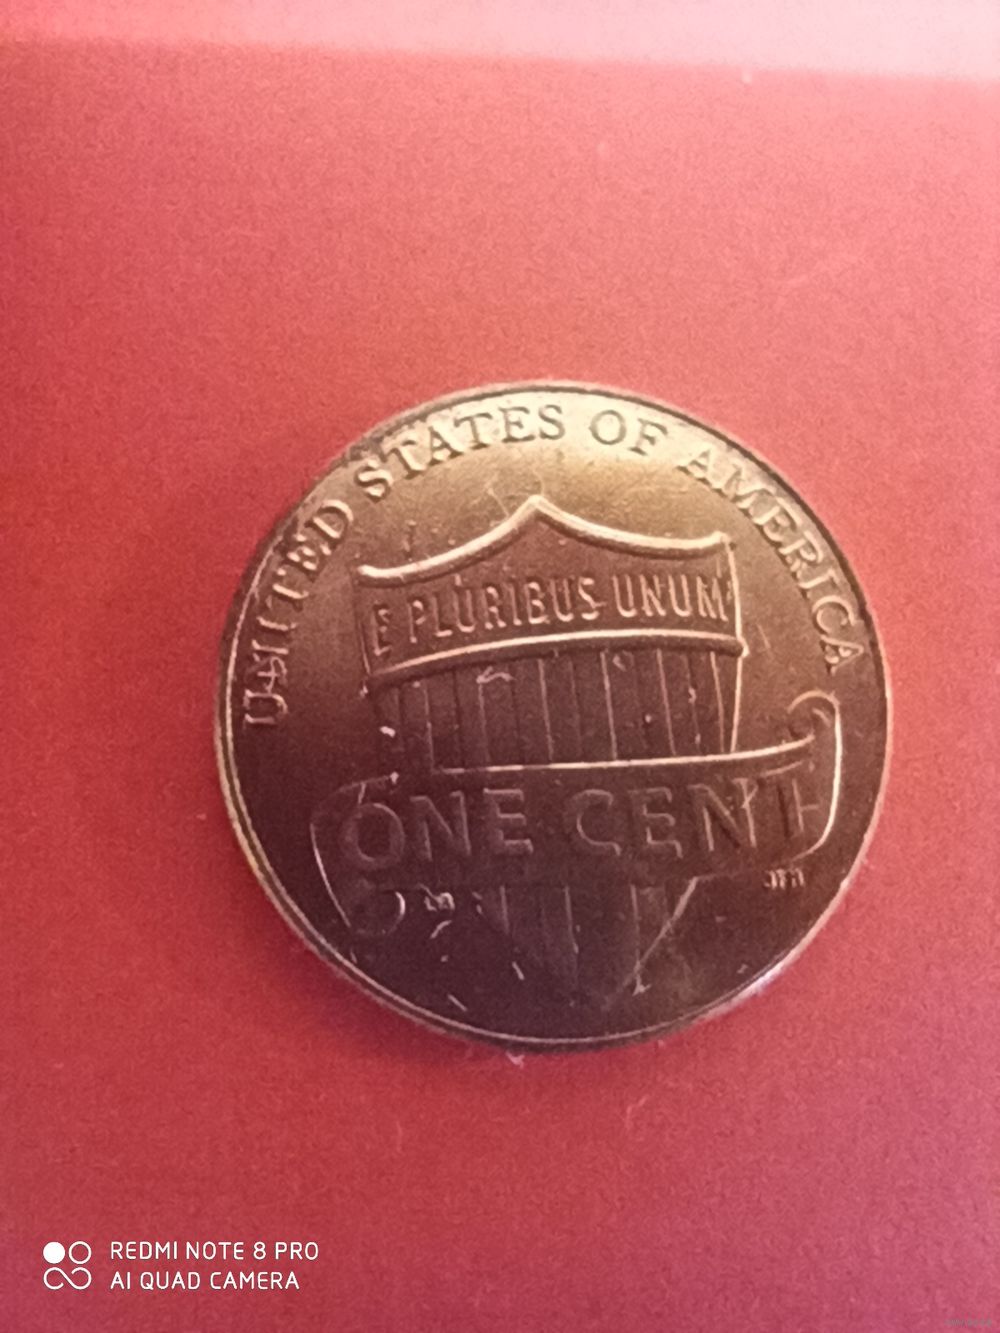 UNITED STATES OF AMERICA
E PLURIBUS UNUM
ONE CENT
REDMI NOTE 8 PRO
AI QUAD CAMERA